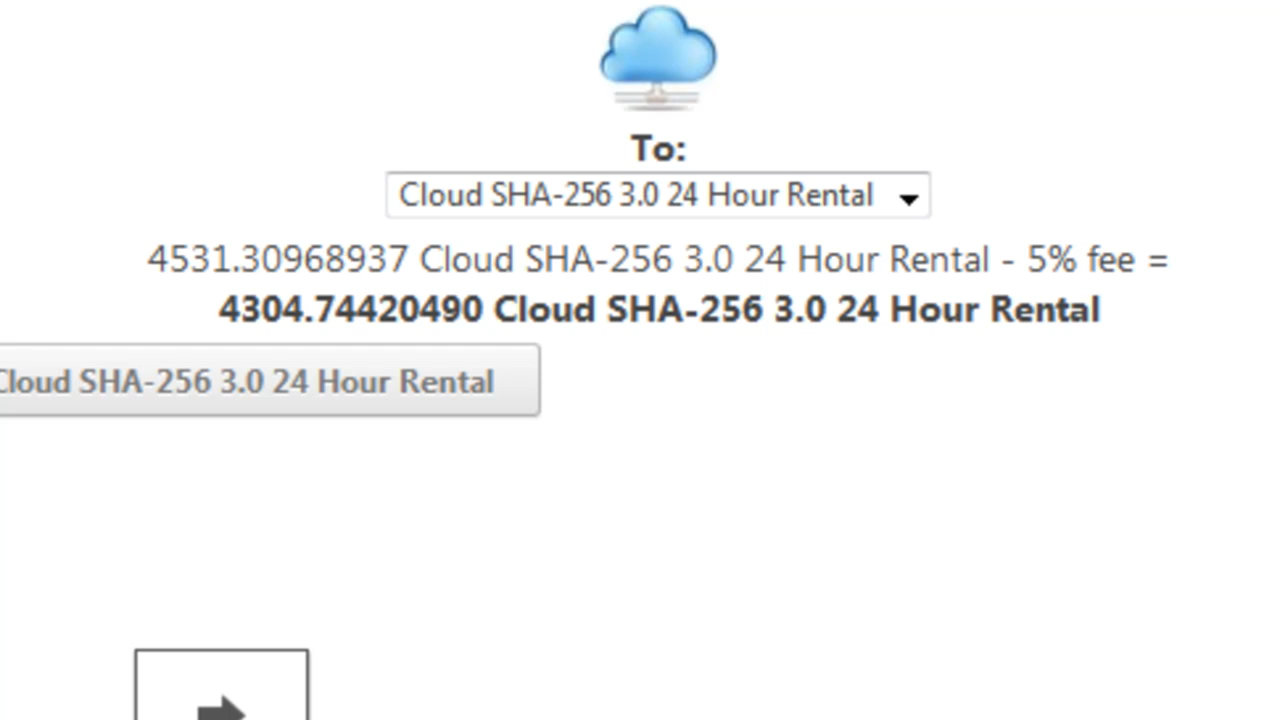 To:
Cloud SHA-256 3.0 24 Hour Rental
4531.30968937 Cloud SHA-256 3.0 24 Hour Rental - 5% fee =
4304.74420490 Cloud SHA-256 3.0 24 Hour Rental
Cloud SHA-256 3.0 24 Hour Rental